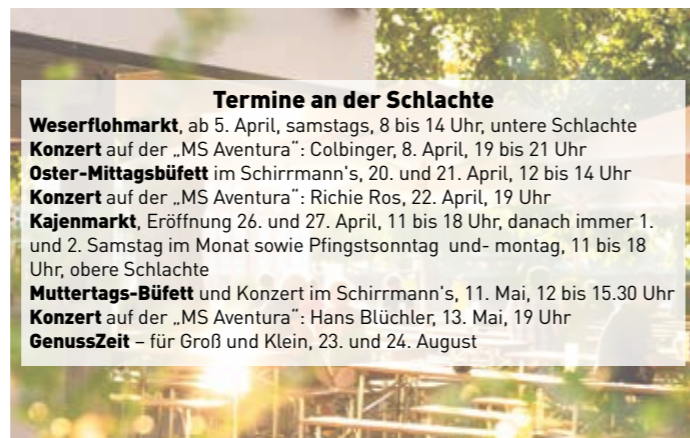 Termine an der Schlachte
Weserflohmarkt, ab 5. April, samstags, 8 bis 14 Uhr, untere Schlachte
Konzert auf der „MS Aventura“: Colbinger, 8. April, 19 bis 21 Uhr
Oster-Mittagsbüfett im Schirrmann's, 20. und 21. April, 12 bis 14 Uhr
Konzert auf der „MS Aventura“: Richie Ros, 22. April, 19 Uhr
Kajenmarkt, Eröffnung 26. und 27. April, 11 bis 18 Uhr, danach immer 1.
und 2. Samstag im Monat sowie Pfingstsonntag und- montag, 11 bis 18
Uhr, obere Schlachte
Muttertags-Büfett und Konzert im Schirrmann's, 11. Mai, 12 bis 15.30 Uhr
Konzert auf der „MS Aventura“: Hans Blüchler, 13. Mai, 19 Uhr
GenussZeit – für Groß und Klein, 23. und 24. August